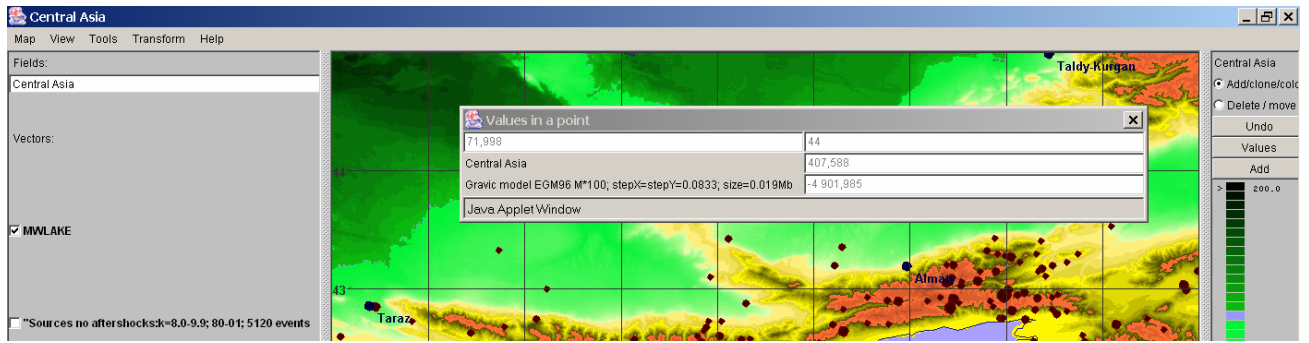 Central Asia
Map View Tools Transform Help
Fields:
Central Asia
Vectors:
MWLAKE
"Sources no aftershocks:k=8.0-9.9; 80-01; 5120 events
Taldy-Kurgan
44
Values in a point
71,998 44
Central Asia 407,588
Gravic model EGM96 M*100; stepX=stepY=0.0833; size=0.019Mb -4 901,985
Java Applet Window
Almaty
43
Taraz
Central Asia
Add/clone/colo
Delete / move
Undo
Values
Add
> 200.0